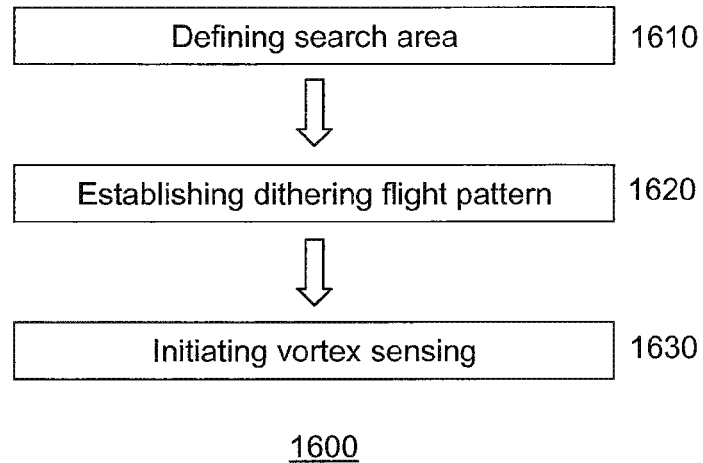 Defining search area 1610
Establishing dithering flight pattern 1620
Initiating vortex sensing 1630
1600